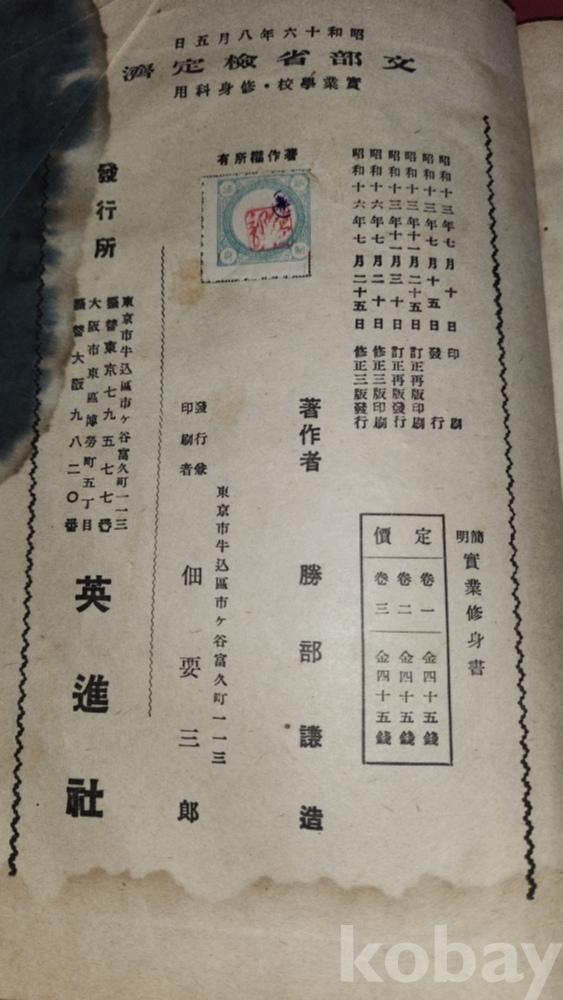 昭和十六年八月五日
文部省檢定濟
實業學校・修身科用
簡明 實業修身書
定價
卷一 金四十五錢
卷二 金四十五錢
卷三 金四十五錢
昭和十三年七月十日印刷
昭和十三年七月十五日發行
昭和十三年十一月二十五日訂正再版印刷
昭和十三年十一月三十日訂正再版發行
昭和十六年七月二十日修正三版印刷
昭和十六年七月二十五日修正三版發行
著作權所有
著作者 勝部謙造
東京市牛込區市ヶ谷富久町一一三
發行兼印刷者 佃要三郎
東京市牛込區市ヶ谷富久町一一三
振替東京七九五七七番
大阪市東區博勞町五丁目
振替大阪九八二〇番
發行所 英進社
kobay